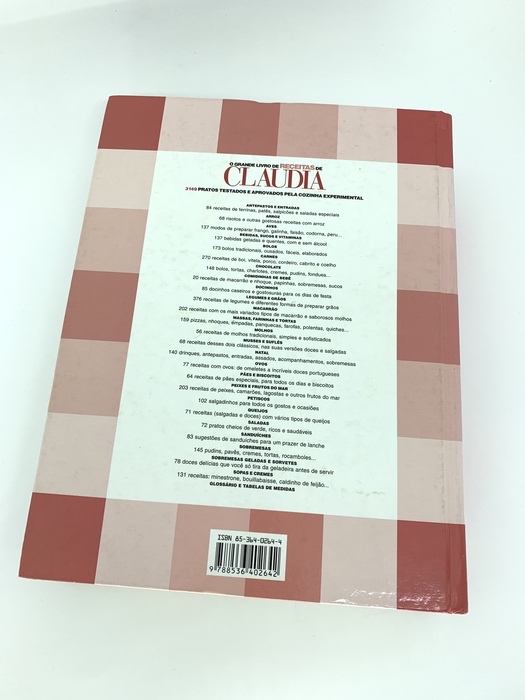 O GRANDE LIVRO DE RECEITAS DE
CLAUDIA
3148 PRATOS TESTADOS E APROVADOS PELA COZINHA EXPERIMENTAL
ANTEPASTOS E ENTRADAS
84 receitas de terrinas, patês, salpicões e saladas especiais
ARROZ
68 risotos e outras gostosas receitas com arroz
AVES
137 modos de preparar frango, galinha, faisão, codorna, peru...
BEBIDAS, SUCOS E VITAMINAS
137 bebidas geladas e quentes, com e sem álcool
BOLOS
173 bolos tradicionais, ousados, fáceis, elaborados
CARNES
270 receitas de boi, vitela, porco, cordeiro, cabrito e coelho
CHOCOLATE
148 bolos, tortas, charlotes, cremes, pudins, fondues...
COMIDINHAS DE BEBÊ
20 receitas de macarrão e nhoque, papinhas, sobremesas, sucos
DOCINHOS
85 docinhos caseiros e gostosuras para os dias de festa
LEGUMES E GRÃOS
376 receitas de legumes e diferentes formas de preparar grãos
MACARRÃO
202 receitas com os mais variados tipos de macarrão e saborosos molhos
MASSAS, FARINHAS E TORTAS
159 pizzas, nhoques, empadas, panquecas, farofas, polentas, quiches...
MOLHOS
56 receitas de molhos tradicionais, simples e sofisticados
MUSSES E SUFLÊS
68 receitas desses dois clássicos, nas suas versões doces e salgadas
NATAL
140 drinques, antepastos, entradas, assados, acompanhamentos, sobremesas
OVOS
77 receitas com ovos: de omeletes a incríveis doces portugueses
PÃES E BISCOITOS
64 receitas de pães especiais, para todos os dias e biscoitos
PEIXES E FRUTOS DO MAR
203 receitas de peixes, camarões, lagostas e outros frutos do mar
PETISCOS
102 salgadinhos para todos os gostos e ocasiões
QUEIJOS
71 receitas (salgadas e doces) com vários tipos de queijos
SALADAS
72 pratos cheios de verde, ricos e saudáveis
SANDUÍCHES
83 sugestões de sanduíches para um prazer de lanche
SOBREMESAS
145 pudins, pavês, cremes, tortas, rocamboles...
SOBREMESAS GELADAS E SORVETES
78 doces delícias que você só tira da geladeira antes de servir
SOPAS E CREMES
131 receitas: minestrone, bouillabaisse, caldinho de feijão...
GLOSSÁRIO E TABELAS DE MEDIDAS
ISBN 85-364-0264-4
9 788536 402642